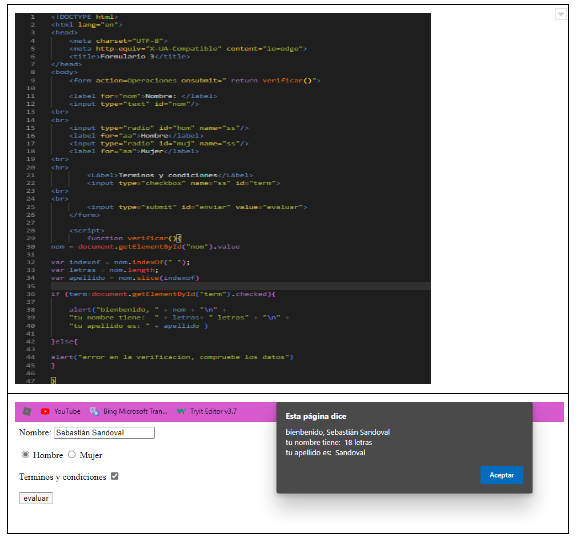 1 <!DOCTYPE html>
2 <html lang="en">
3 <head>
4 <meta charset="UTF-8">
5 <meta http-equiv="X-UA-Compatible" content="ie=edge">
6 <title>Formulario 3</title>
7 </head>
8 <body>
9 <form action=Operaciones onsubmit=" return verificar()">
10
11 <label for="nom">Nombre: </label>
12 <input type="text" id="nom"/>
13 <br>
14 <br>
15 <input type="radio" id="hom" name="ss"/>
16 <label for="aa">Hombre</label>
17 <input type="radio" id="muj" name="ss"/>
18 <label for="aa">Mujer</label>
19 <br>
20 <br>
21 <LAbel>Terminos y condiciones</LAbel>
22 <input type="checkbox" name="ss" id="term">
23 <br>
24 <br>
25 <input type="submit" id="enviar" value="evaluar">
26 </form>
27
28 <script>
29 function verificar(){
30 nom = document.getElementById("nom").value
31
32 var indexof = nom.indexOf(" ");
33 var letras = nom.length;
34 var apellido = nom.slice(indexof)
35
36 if (term=document.getElementById("term").checked){
37
38 alert("bienbenido, " + nom + "\n" +
39 "tu nombre tiene: " + letras+ " letras" + "\n" +
40 "tu apellido es: " + apellido )
41
42 }else{
43
44 alert("error en la verificacion, compruebe los datos")
45 }
46
47 }
YouTube Bing Microsoft Tran... Tryit Editor v3.7
Nombre: Sebastián Sandoval
Hombre Mujer
Terminos y condiciones
evaluar
Esta página dice
bienbenido, Sebastián Sandoval
tu nombre tiene: 18 letras
tu apellido es: Sandoval
Aceptar